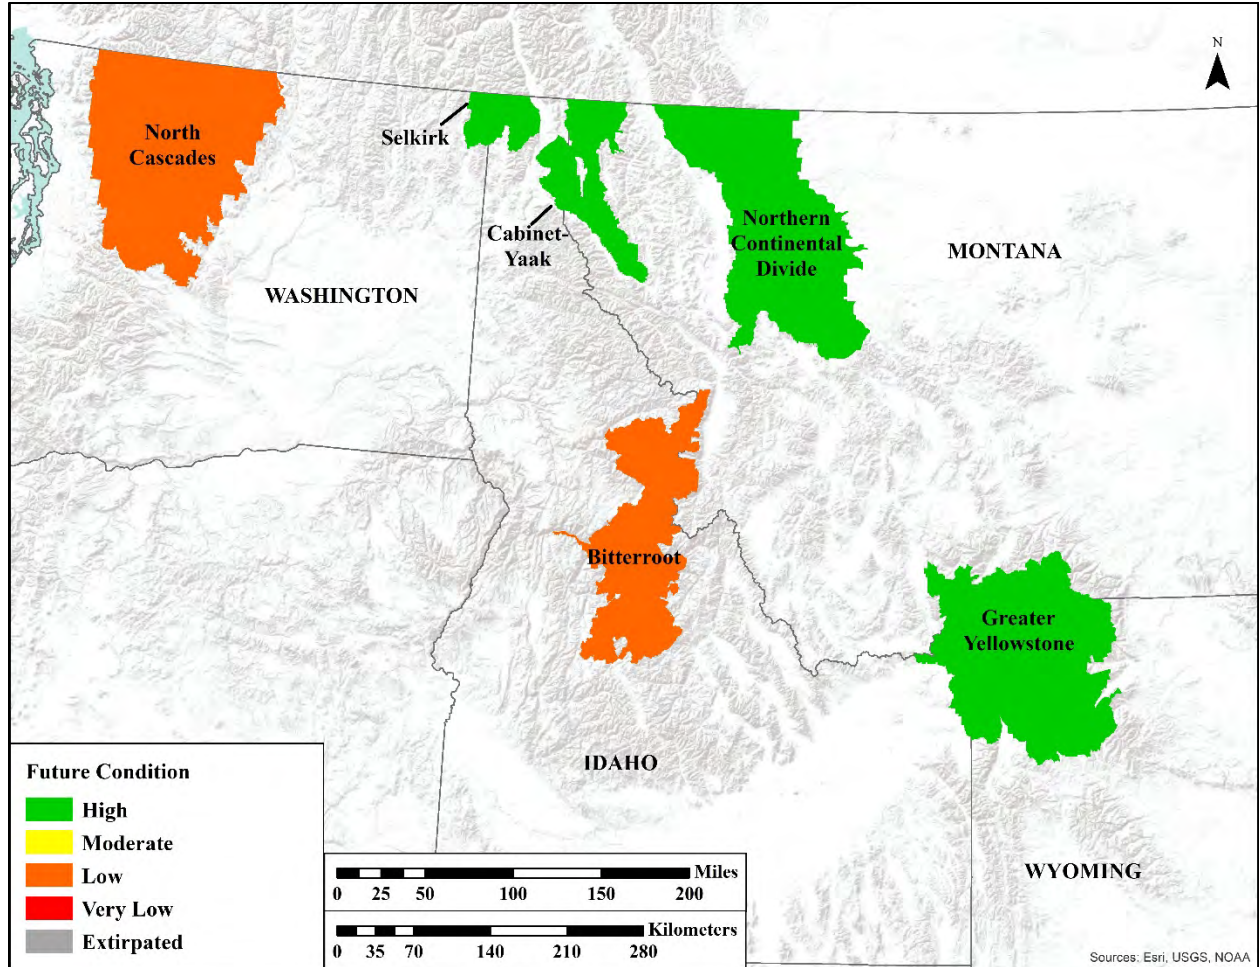 N
North
Cascades
Selkirk
Cabinet-
Yaak
Northern
Continental
Divide
MONTANA
WASHINGTON
Bitterroot
Greater
Yellowstone
IDAHO
WYOMING
Future Condition
High
Moderate
Low
Very Low
Extirpated
Miles
0 25 50 100 150 200
Kilometers
0 35 70 140 210 280
Sources: Esri, USGS, NOAA